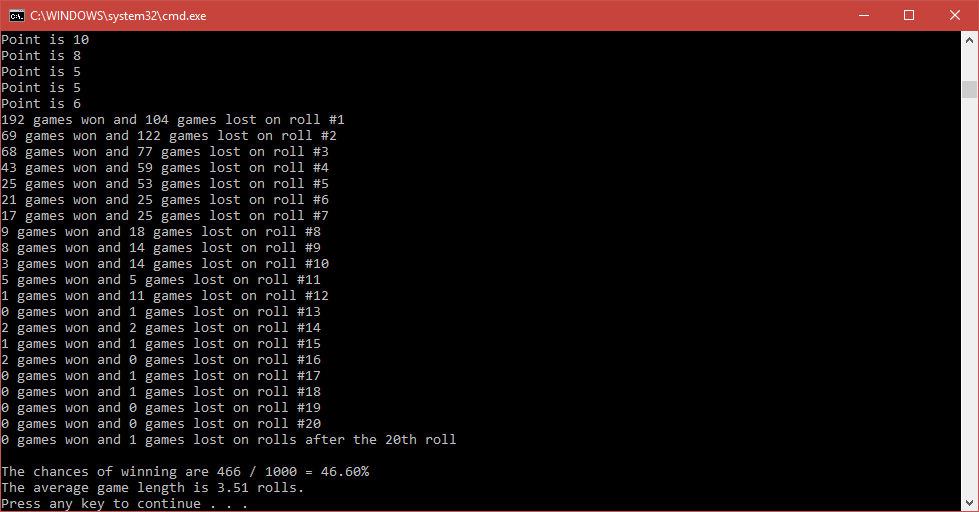 C:\WINDOWS\system32\cmd.exe
Point is 10
Point is 8
Point is 5
Point is 5
Point is 6
192 games won and 104 games lost on roll #1
69 games won and 122 games lost on roll #2
68 games won and 77 games lost on roll #3
43 games won and 59 games lost on roll #4
25 games won and 53 games lost on roll #5
21 games won and 25 games lost on roll #6
17 games won and 25 games lost on roll #7
9 games won and 18 games lost on roll #8
8 games won and 14 games lost on roll #9
3 games won and 14 games lost on roll #10
5 games won and 5 games lost on roll #11
1 games won and 11 games lost on roll #12
0 games won and 1 games lost on roll #13
2 games won and 2 games lost on roll #14
1 games won and 1 games lost on roll #15
2 games won and 0 games lost on roll #16
0 games won and 1 games lost on roll #17
0 games won and 1 games lost on roll #18
0 games won and 0 games lost on roll #19
0 games won and 0 games lost on roll #20
0 games won and 1 games lost on rolls after the 20th roll
The chances of winning are 466 / 1000 = 46.60%
The average game length is 3.51 rolls.
Press any key to continue . . .